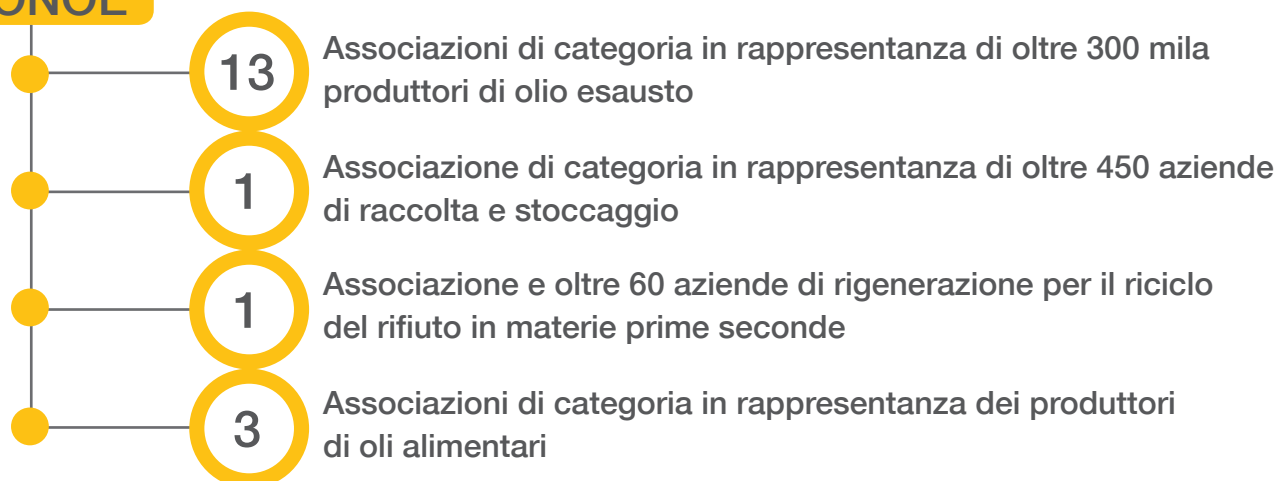 13
Associazioni di categoria in rappresentanza di oltre 300 mila
produttori di olio esausto
1
Associazione di categoria in rappresentanza di oltre 450 aziende
di raccolta e stoccaggio
1
Associazione e oltre 60 aziende di rigenerazione per il riciclo
del rifiuto in materie prime seconde
3
Associazioni di categoria in rappresentanza dei produttori
di oli alimentari